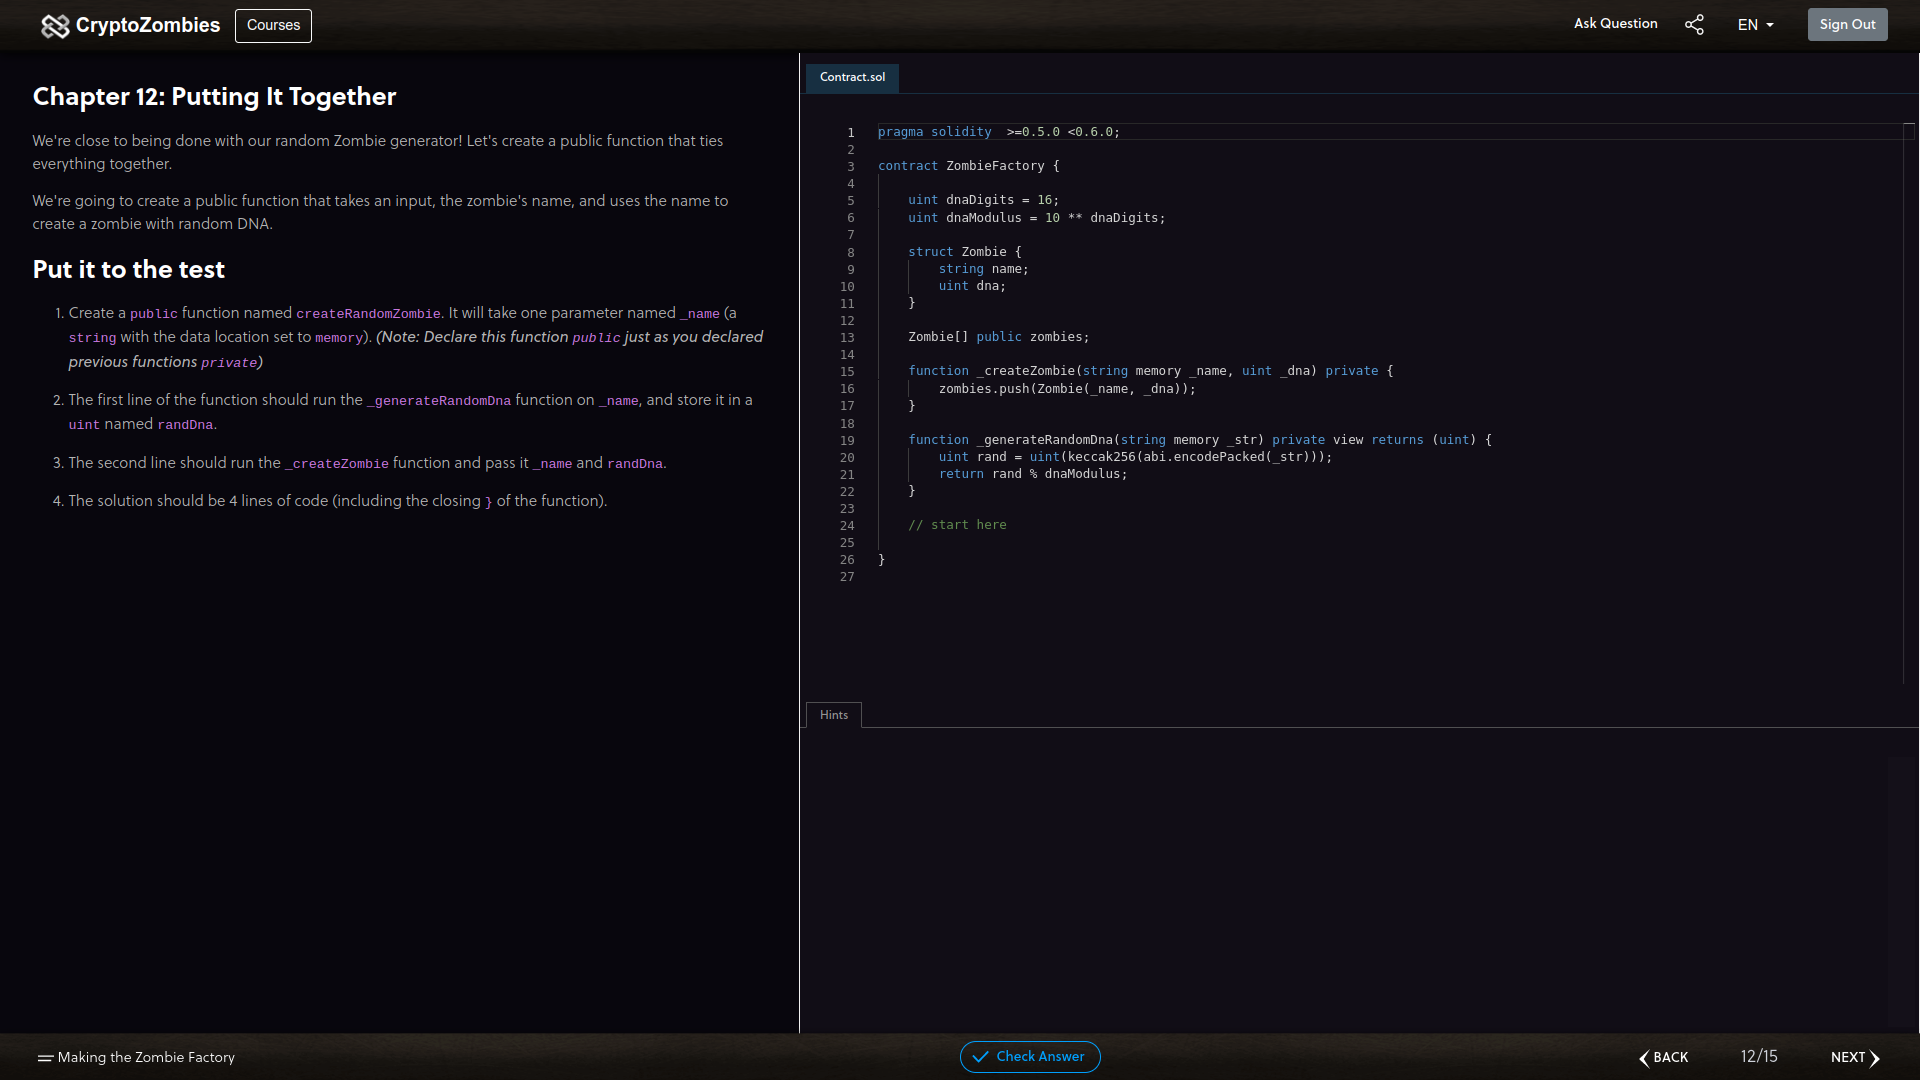 CryptoZombies
Courses
Ask Question
EN
Sign Out
Chapter 12: Putting It Together
We're close to being done with our random Zombie generator! Let's create a public function that ties
everything together.
We're going to create a public function that takes an input, the zombie's name, and uses the name to
create a zombie with random DNA.
Put it to the test
1. Create a public function named createRandomZombie. It will take one parameter named _name (a
string with the data location set to memory). (Note: Declare this function public just as you declared
previous functions private)
2. The first line of the function should run the _generateRandomDna function on _name, and store it in a
uint named randDna.
3. The second line should run the _createZombie function and pass it _name and randDna.
4. The solution should be 4 lines of code (including the closing } of the function).
Contract.sol
1 pragma solidity  >=0.5.0 <0.6.0;
2
3 contract ZombieFactory {
4
5     uint dnaDigits = 16;
6     uint dnaModulus = 10 ** dnaDigits;
7
8     struct Zombie {
9         string name;
10         uint dna;
11     }
12
13     Zombie[] public zombies;
14
15     function _createZombie(string memory _name, uint _dna) private {
16         zombies.push(Zombie(_name, _dna));
17     }
18
19     function _generateRandomDna(string memory _str) private view returns (uint) {
20         uint rand = uint(keccak256(abi.encodePacked(_str)));
21         return rand % dnaModulus;
22     }
23
24     // start here
25
26 }
27
Hints
Making the Zombie Factory
Check Answer
BACK
12/15
NEXT